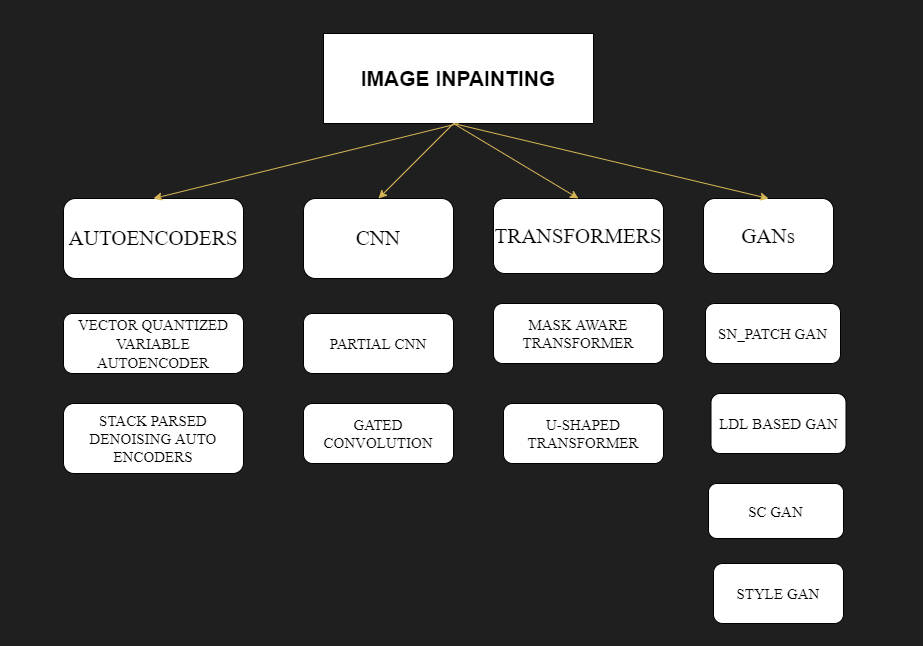 IMAGE INPAINTING
AUTOENCODERS
CNN
TRANSFORMERS
GANs
VECTOR QUANTIZED
VARIABLE
AUTOENCODER
PARTIAL CNN
MASK AWARE
TRANSFORMER
SN_PATCH GAN
STACK PARSED
DENOISING AUTO
ENCODERS
GATED
CONVOLUTION
U-SHAPED
TRANSFORMER
LDL BASED GAN
SC GAN
STYLE GAN